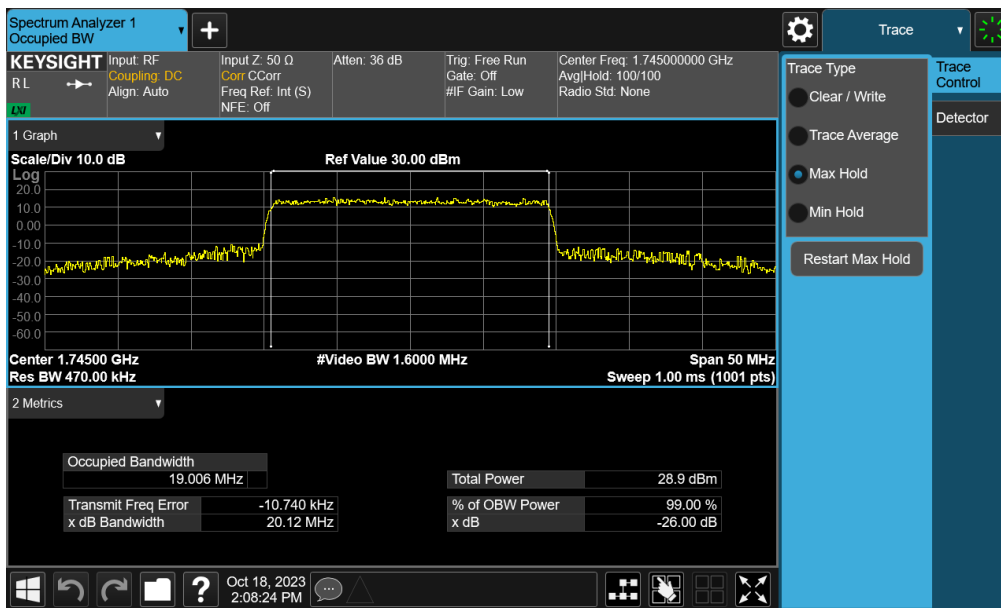 Spectrum Analyzer 1
Occupied BW
+
Trace
KEYSIGHT Input: RF Input Z: 50 Ω Atten: 36 dB Trig: Free Run Center Freq: 1.745000000 GHz
R L Coupling: DC Corr CCorr Gate: Off Avg|Hold: 100/100
Align: Auto Freq Ref: Int (S) #IF Gain: Low Radio Std: None
LXI NFE: Off
Trace Type
Clear / Write
Trace Average
Max Hold
Min Hold
Restart Max Hold
Trace
Control
Detector
1 Graph
Scale/Div 10.0 dB Ref Value 30.00 dBm
Log
20.0
10.0
0.00
-10.0
-20.0
-30.0
-40.0
-50.0
-60.0
Center 1.74500 GHz #Video BW 1.6000 MHz Span 50 MHz
Res BW 470.00 kHz Sweep 1.00 ms (1001 pts)
2 Metrics
Occupied Bandwidth
19.006 MHz Total Power 28.9 dBm
Transmit Freq Error -10.740 kHz % of OBW Power 99.00 %
x dB Bandwidth 20.12 MHz x dB -26.00 dB
? Oct 18, 2023
2:08:24 PM